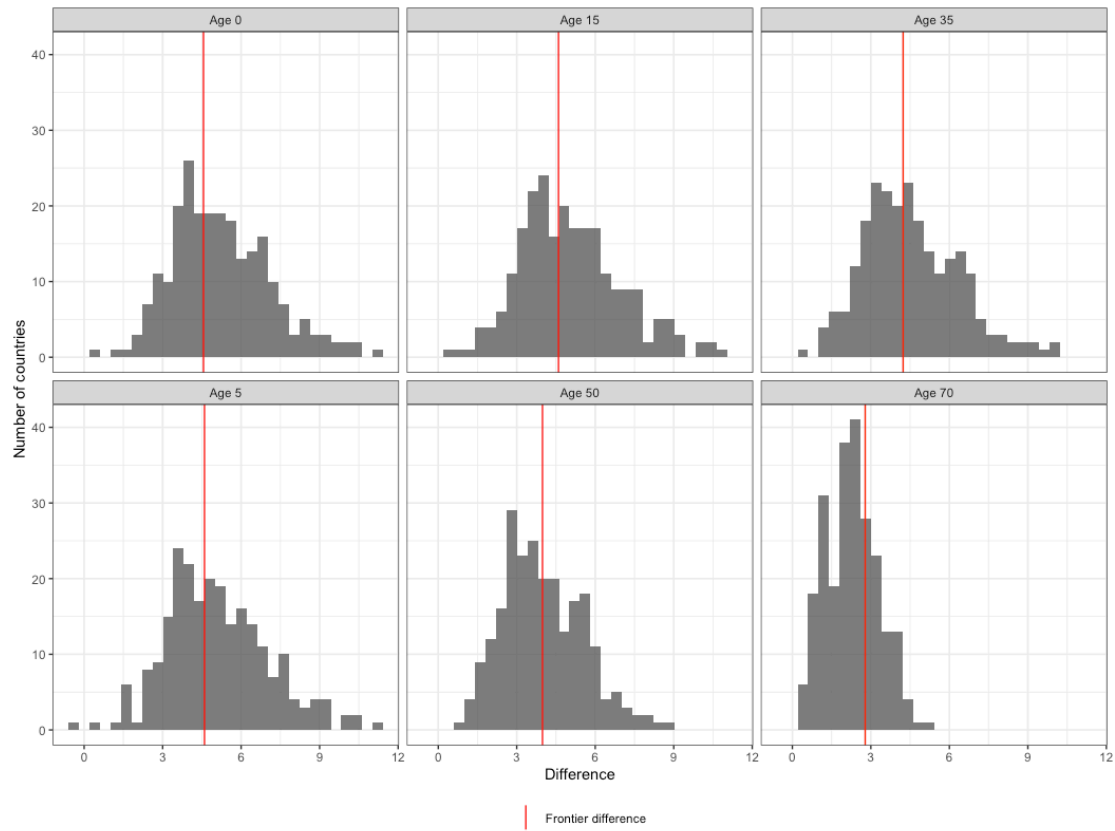 Age 0
Age 15
Age 35
40
30
20
10
0
Number of countries
Age 5
Age 50
Age 70
40
30
20
10
0
0 3 6 9 12 0 3 6 9 12 0 3 6 9 12
Difference
Frontier difference